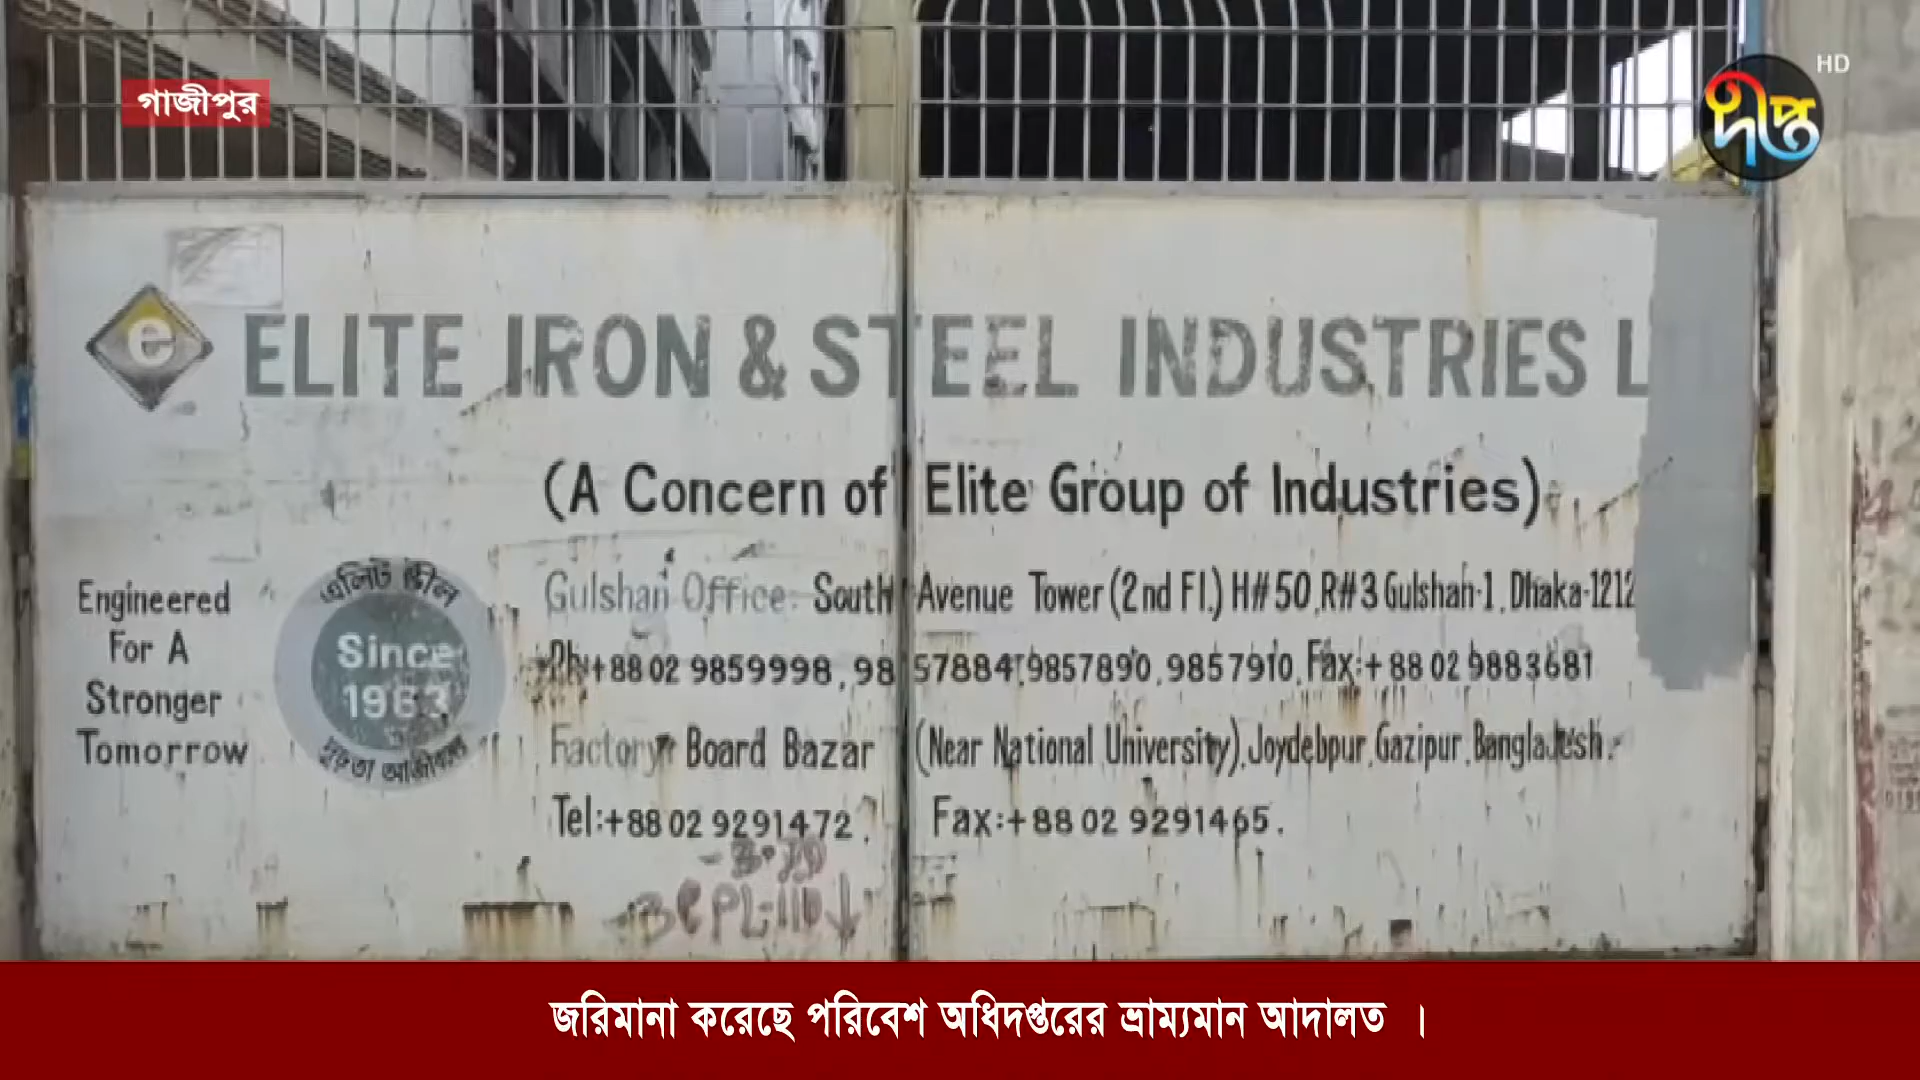 HD
গাজীপুর
দীপ্ত
e
ELITE IRON & STEEL INDUSTRIES L
(A Concern of Elite Group of Industries)
Engineered
For A
Stronger
Tomorrow
এলিট স্টীল
Since
1983
দৃঢ়তা আজীবন
Gulshan Office: South Avenue Tower (2nd Fl.) H# 50, R# 3 Gulshan-1, Dhaka-1212
Ph:+88 02 9859998, 9857884, 9857890, 9857910, Fax:+ 88 02 9883681
Factory: Board Bazar (Near National University), Joydebpur, Gazipur, Bangladesh.
Tel:+88 02 9291472, Fax:+88 02 9291465.
জরিমানা করেছে পরিবেশ অধিদপ্তরের ভ্রাম্যমান আদালত ।